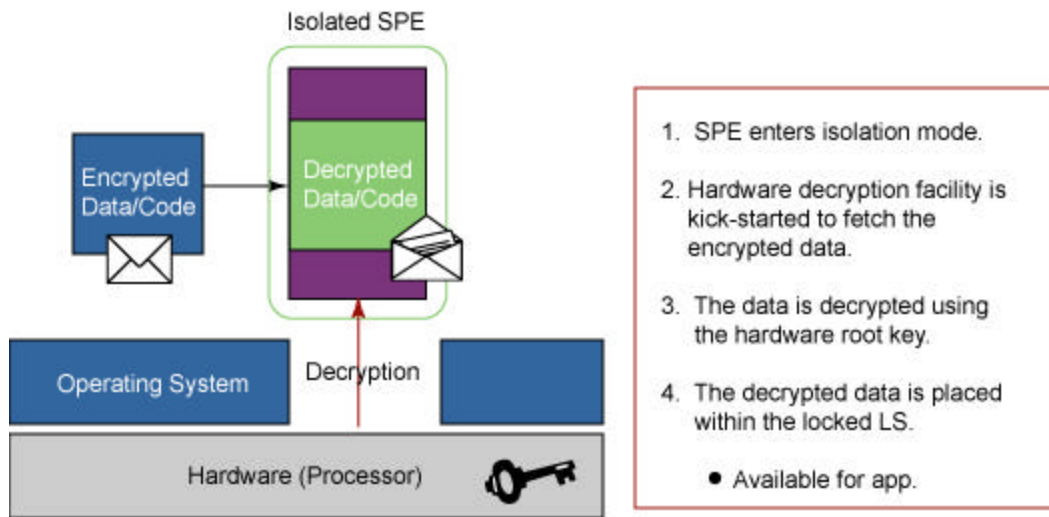 Isolated SPE
Encrypted
Data/Code
Decrypted
Data/Code
Operating System
Decryption
Hardware (Processor)
1. SPE enters isolation mode.
2. Hardware decryption facility is
kick-started to fetch the
encrypted data.
3. The data is decrypted using
the hardware root key.
4. The decrypted data is placed
within the locked LS.
● Available for app.